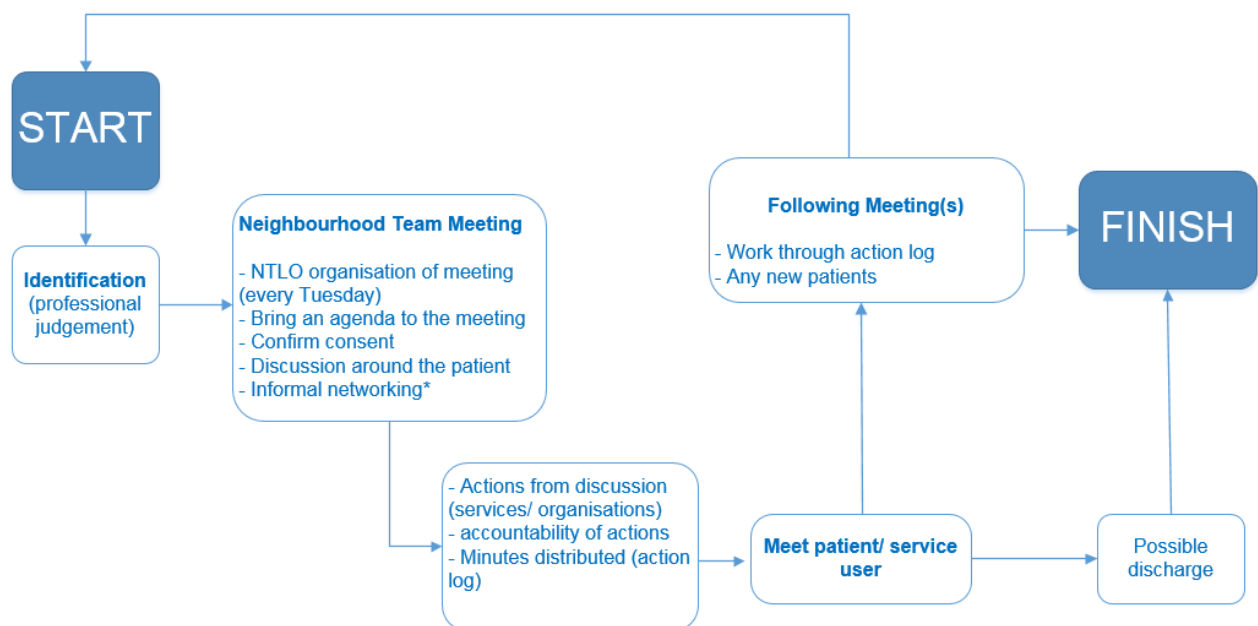 START
Identification
(professional
judgement)
Neighbourhood Team Meeting
- NTLO organisation of meeting
(every Tuesday)
- Bring an agenda to the meeting
- Confirm consent
- Discussion around the patient
- Informal networking*
- Actions from discussion
(services/ organisations)
- accountability of actions
- Minutes distributed (action
log)
Meet patient/ service
user
Following Meeting(s)
- Work through action log
- Any new patients
Possible
discharge
FINISH